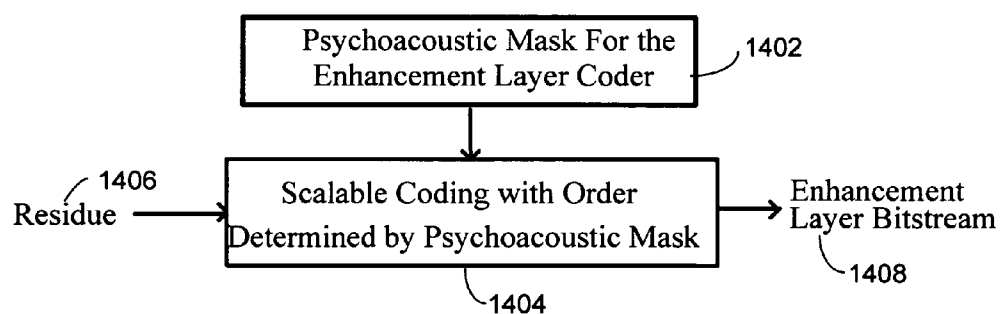 Psychoacoustic Mask For the
Enhancement Layer Coder
1402
1406
Residue
Scalable Coding with Order
Determined by Psychoacoustic Mask
Enhancement
Layer Bitstream
1408
1404